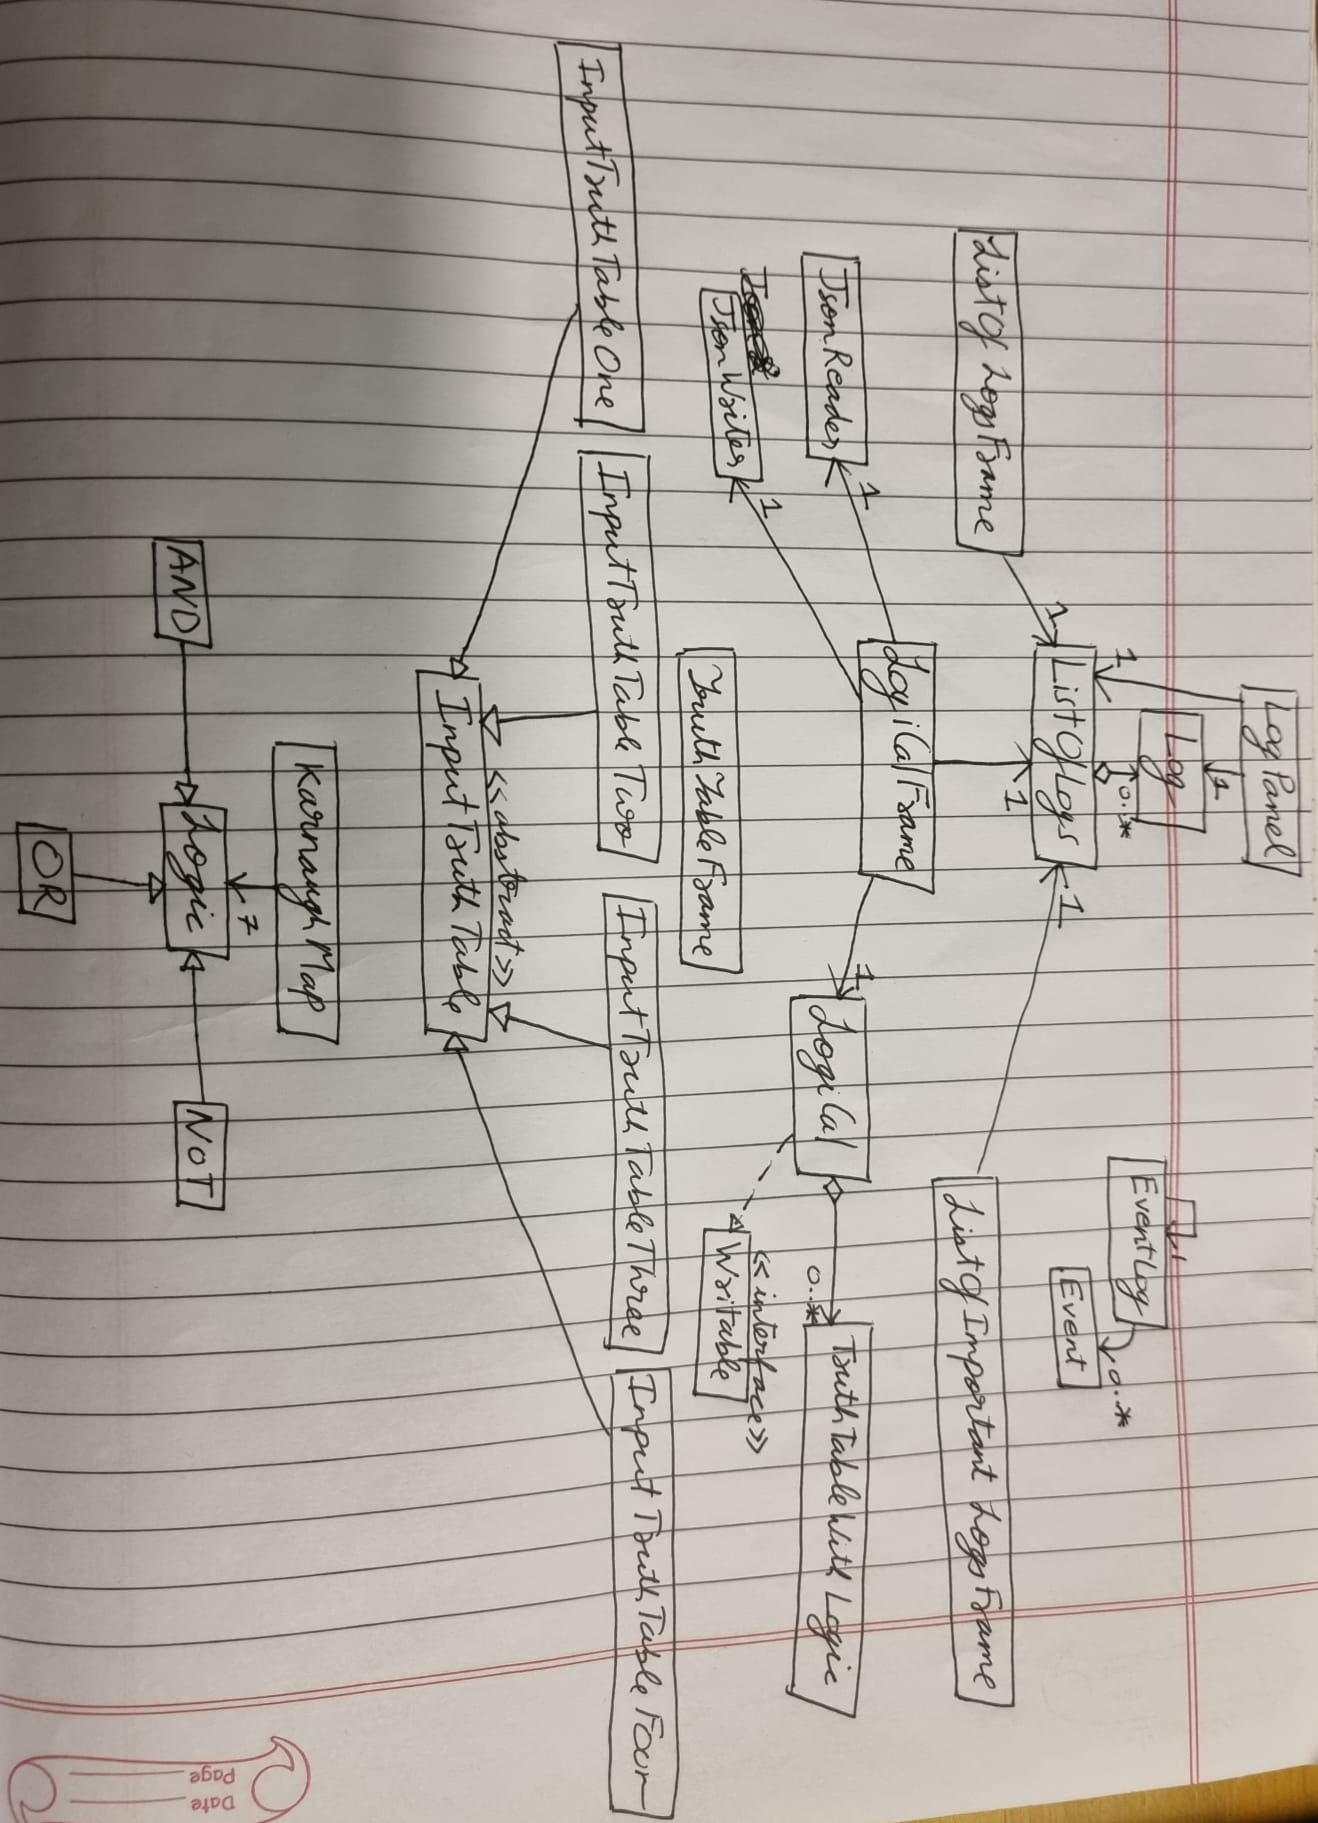 LogPanel
1
Log
1
0..*
EventLog
1
0..*
Event
ListOfLogsFrame
1
ListOfLogs
1
1
ListOfImportantLogsFrame
JsonReader
1
LogiCalFrame
1
LogiCal
0..*
TruthTableWithLogic
JsonWriter
1
<<interface>>
Writable
TruthTableFrame
InputTruthTableOne
InputTruthTableTwo
InputTruthTableThree
InputTruthTableFour
<<abstract>>
InputTruthTable
KarnaughMap
7
AND
Logic
NOT
OR
Page
Date